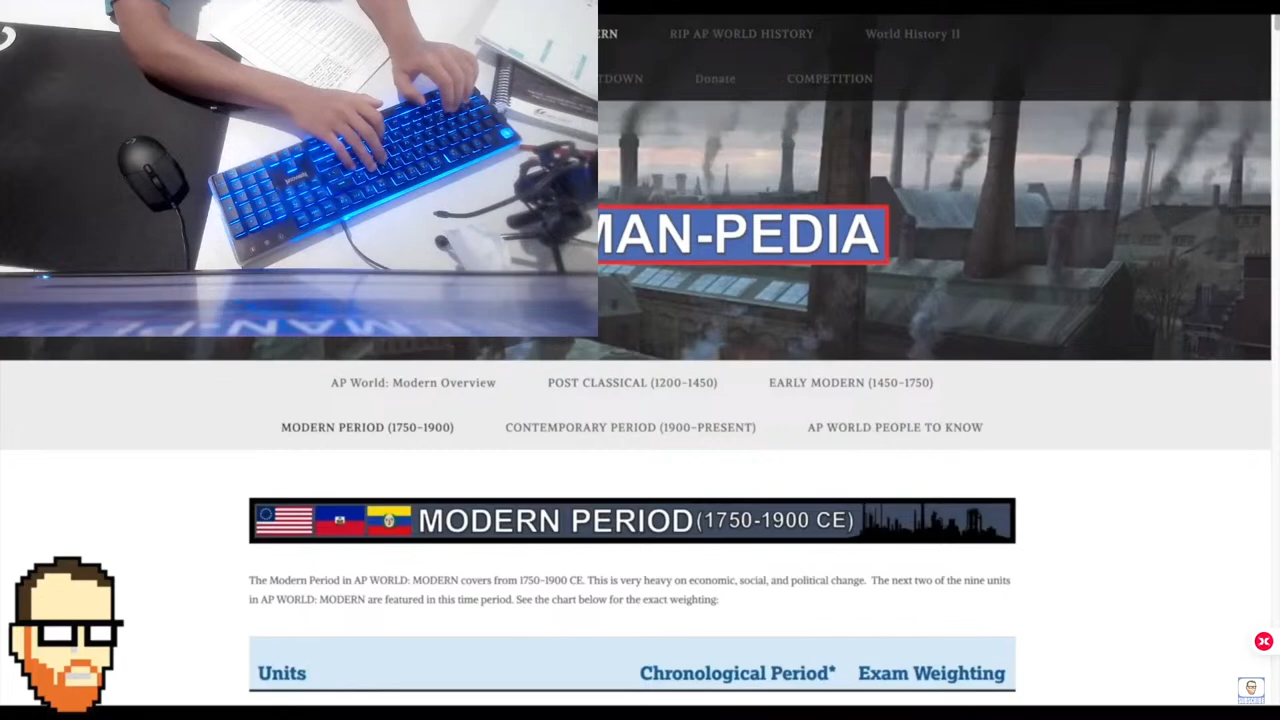 ERN RIP AP WORLD HISTORY World History II
TDOWN Donate COMPETITION
MAN-PEDIA
AP World: Modern Overview POST CLASSICAL (1200-1450) EARLY MODERN (1450-1750)
MODERN PERIOD (1750-1900) CONTEMPORARY PERIOD (1900-PRESENT) AP WORLD PEOPLE TO KNOW
MODERN PERIOD (1750-1900 CE)
The Modern Period in AP WORLD: MODERN covers from 1750-1900 CE. This is very heavy on economic, social, and political change. The next two of the nine units
in AP WORLD: MODERN are featured in this time period. See the chart below for the exact weighting:
Units Chronological Period* Exam Weighting